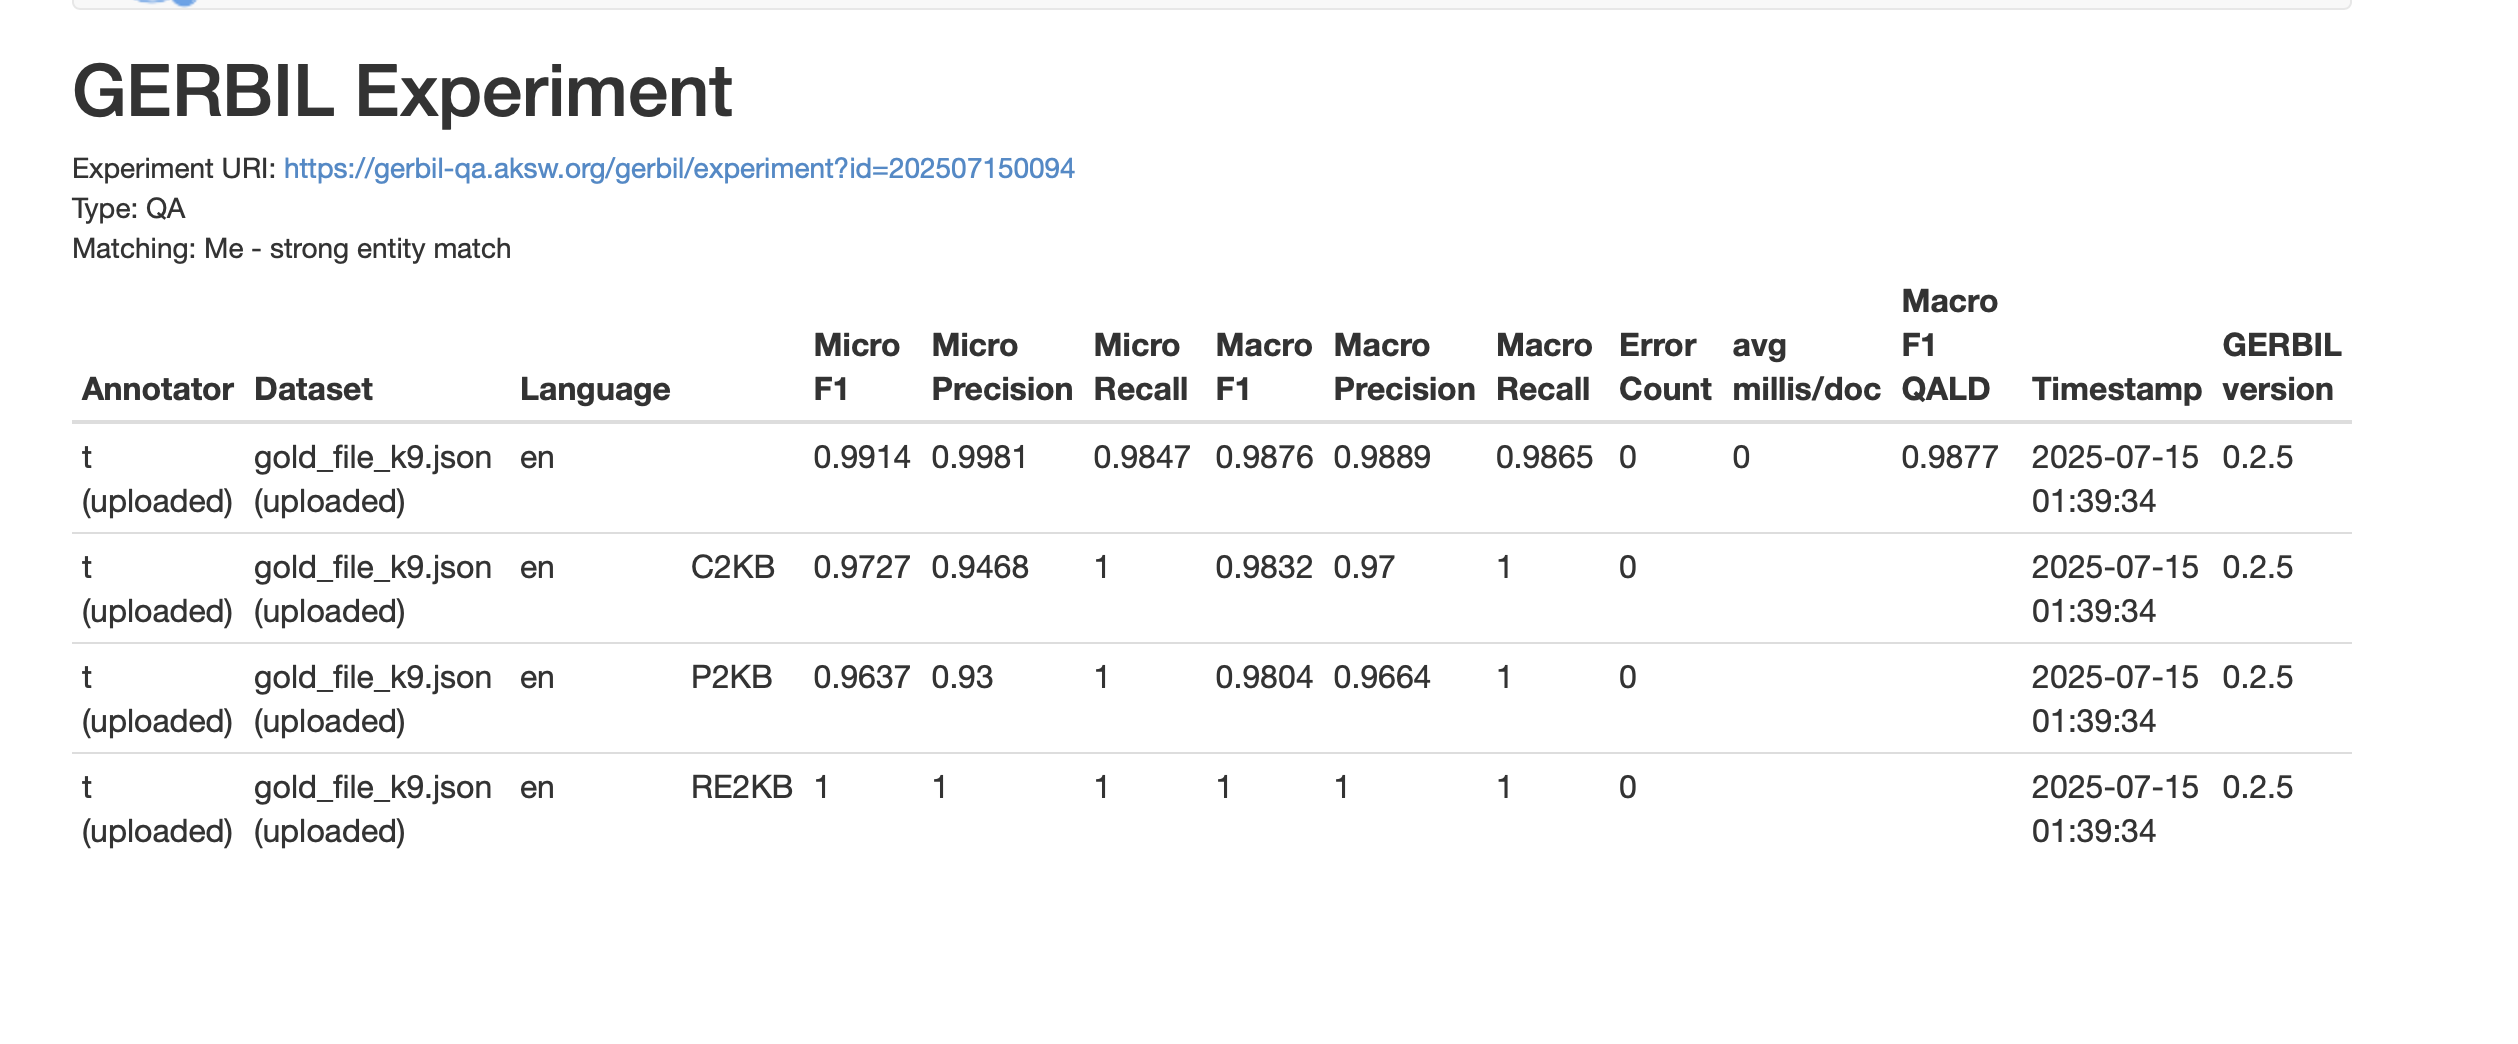 GERBIL Experiment
Experiment URI: https://gerbil-qa.aksw.org/gerbil/experiment?id=202507150094
Type: QA
Matching: Me - strong entity match
Annotator Dataset Language Micro F1 Micro Precision Micro Recall Macro F1 Macro Precision Macro Recall Error Count avg millis/doc Macro F1 QALD Timestamp GERBIL version
t gold_file_k9.json en 0.9914 0.9981 0.9847 0.9876 0.9889 0.9865 0 0 0.9877 2025-07-15 0.2.5
(uploaded) (uploaded) 01:39:34
t gold_file_k9.json en C2KB 0.9727 0.9468 1 0.9832 0.97 1 0 2025-07-15 0.2.5
(uploaded) (uploaded) 01:39:34
t gold_file_k9.json en P2KB 0.9637 0.93 1 0.9804 0.9664 1 0 2025-07-15 0.2.5
(uploaded) (uploaded) 01:39:34
t gold_file_k9.json en RE2KB 1 1 1 1 1 1 0 2025-07-15 0.2.5
(uploaded) (uploaded) 01:39:34